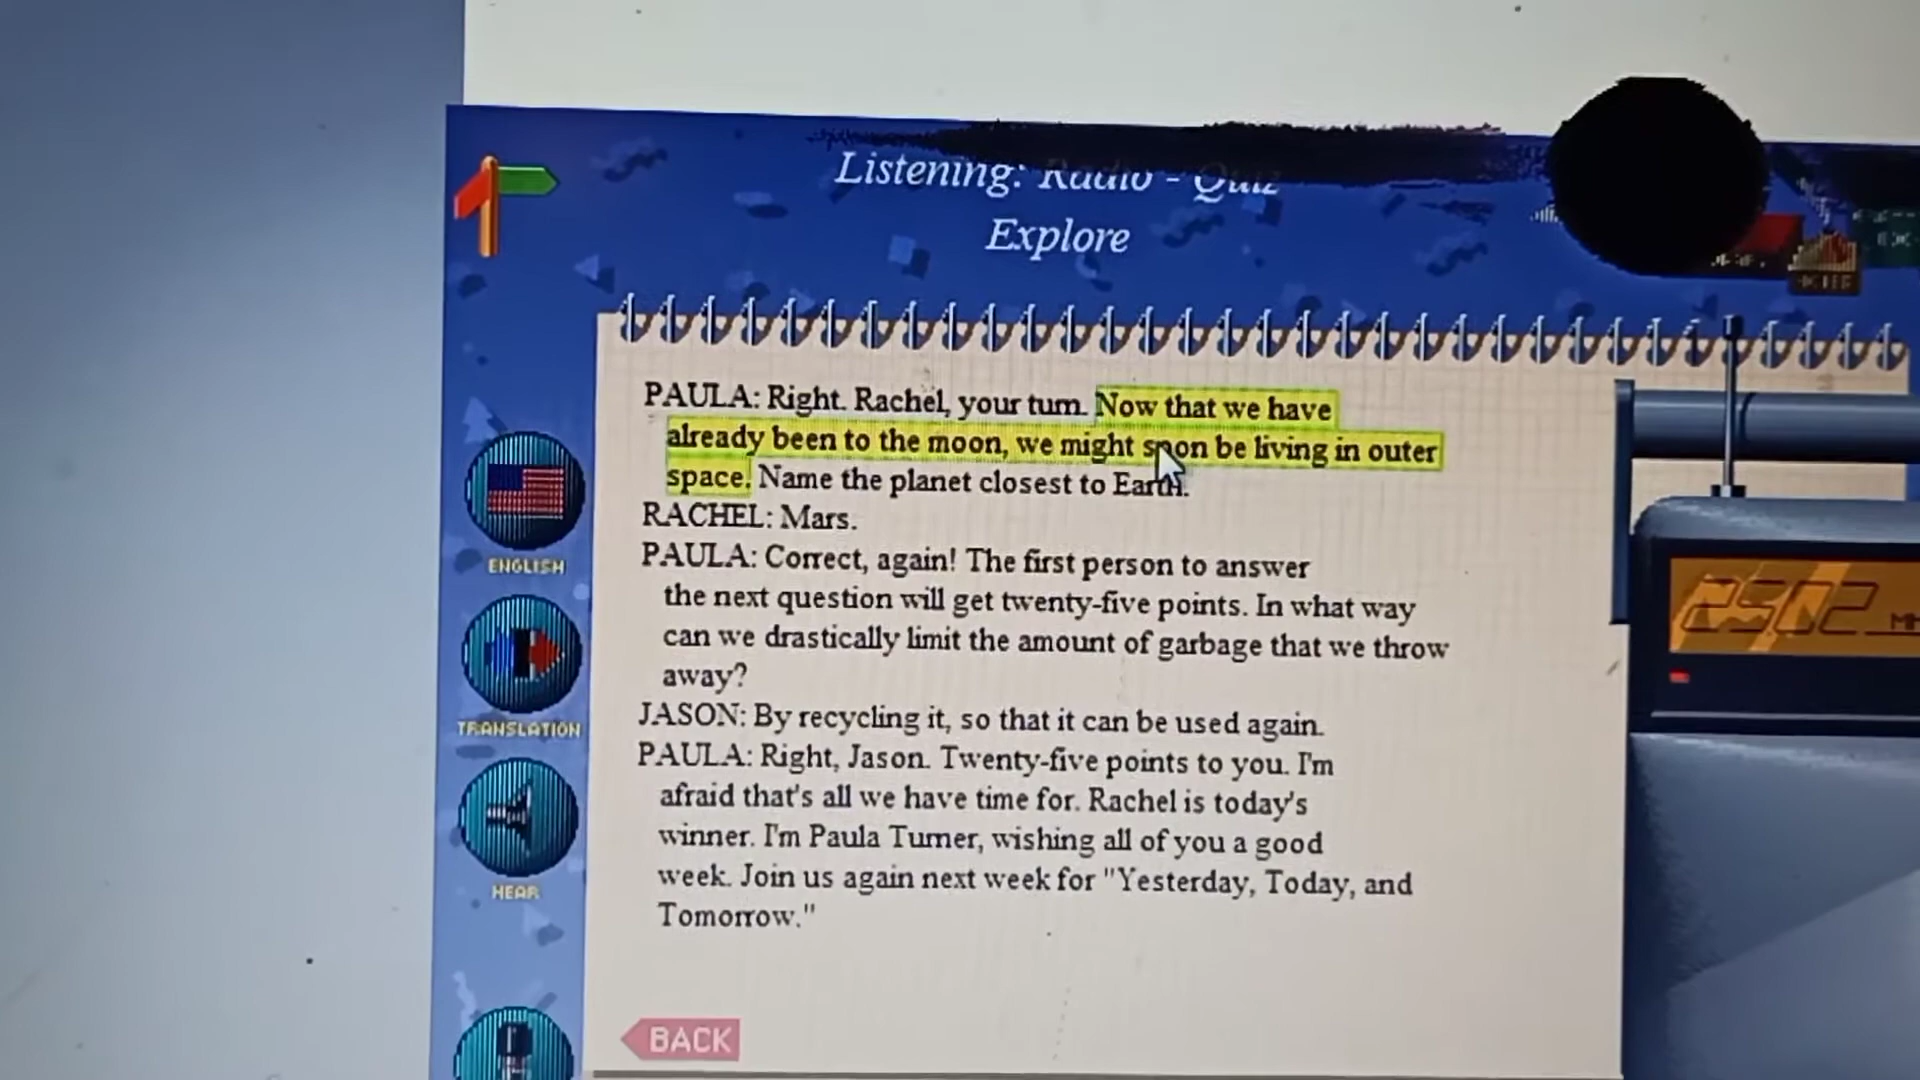 Listening: Radio - Quiz
Explore
PAULA: Right. Rachel, your turn. Now that we have
already been to the moon, we might soon be living in outer
space. Name the planet closest to Earth.
RACHEL: Mars.
PAULA: Correct, again! The first person to answer
the next question will get twenty-five points. In what way
can we drastically limit the amount of garbage that we throw
away?
JASON: By recycling it, so that it can be used again.
PAULA: Right, Jason. Twenty-five points to you. I'm
afraid that's all we have time for. Rachel is today's
winner. I'm Paula Turner, wishing all of you a good
week. Join us again next week for "Yesterday, Today, and
Tomorrow."
ENGLISH
TRANSLATION
HEAR
BACK
2502